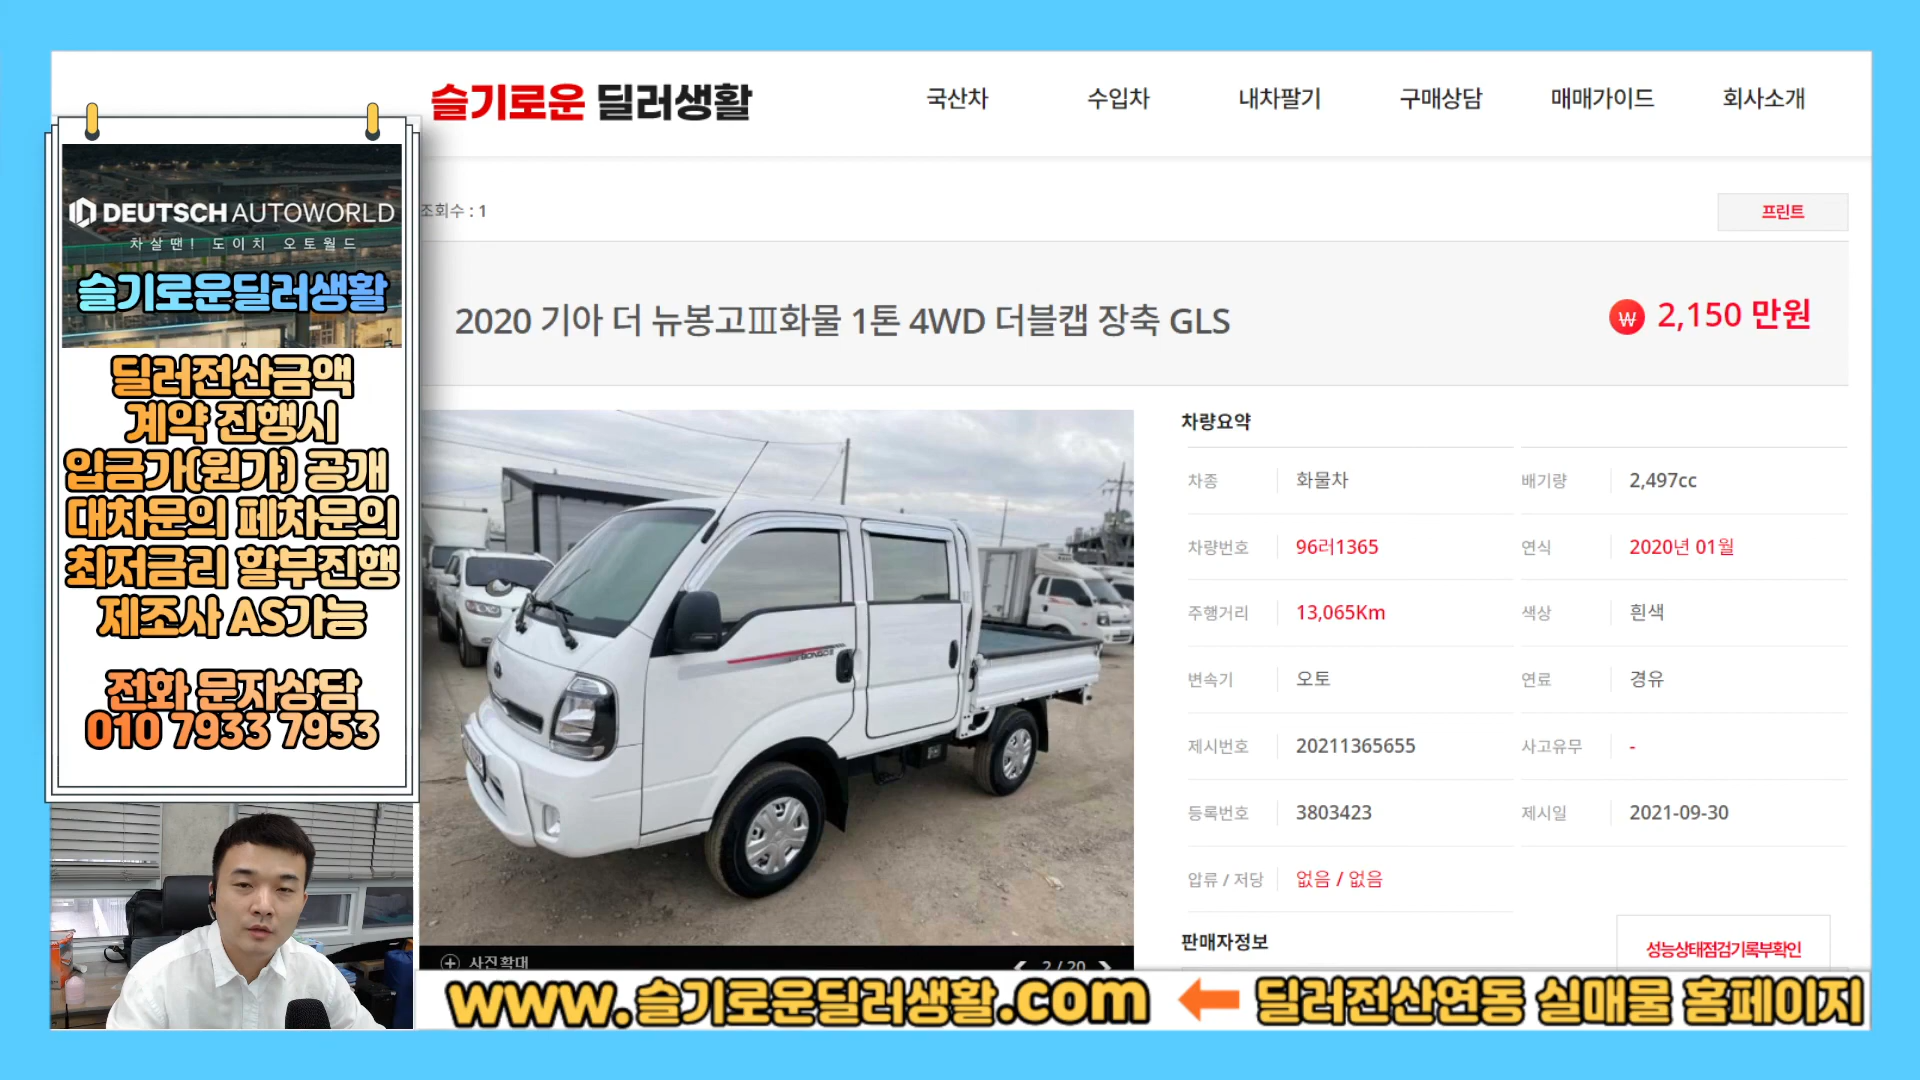 슬기로운 딜러생활
국산차
수입차
내차팔기
구매상담
매매가이드
회사소개
DEUTSCH AUTOWORLD
차살땐! 도이치 오토월드
슬기로운딜러생활
딜러전산금액
계약 진행시
입금가(원가) 공개
대차문의 폐차문의
최저금리 할부진행
제조사 AS가능
전화 문자상담
010 7933 7953
조회수 : 1
프린트
2020 기아 더 뉴봉고Ⅲ화물 1톤 4WD 더블캡 장축 GLS
₩ 2,150 만원
차량요약
차종 화물차 배기량 2,497cc
차량번호 96러1365 연식 2020년 01월
주행거리 13,065Km 색상 흰색
변속기 오토 연료 경유
제시번호 20211365655 사고유무 -
등록번호 3803423 제시일 2021-09-30
압류 / 저당 없음 / 없음
판매자정보
성능상태점검기록부확인
사진확대
2 / 20
www.슬기로운딜러생활.com
딜러전산연동 실매물 홈페이지